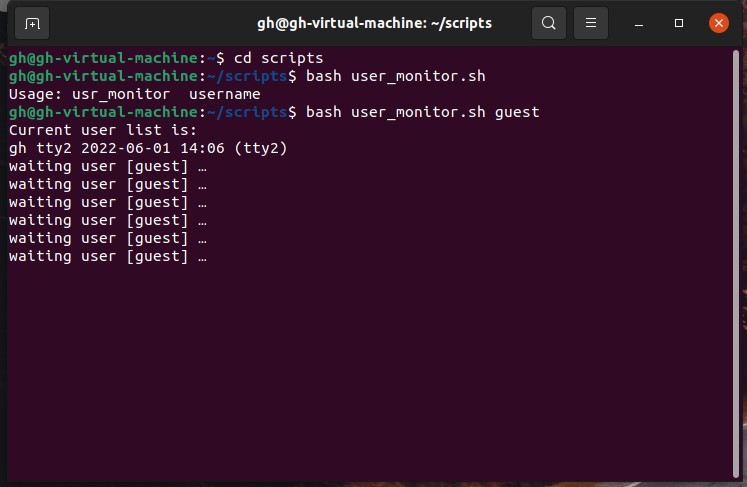 gh@gh-virtual-machine: ~/scripts
gh@gh-virtual-machine:~$ cd scripts
gh@gh-virtual-machine:~/scripts$ bash user_monitor.sh
Usage: usr_monitor  username
gh@gh-virtual-machine:~/scripts$ bash user_monitor.sh guest
Current user list is:
gh tty2 2022-06-01 14:06 (tty2)
waiting user [guest] …
waiting user [guest] …
waiting user [guest] …
waiting user [guest] …
waiting user [guest] …
waiting user [guest] …